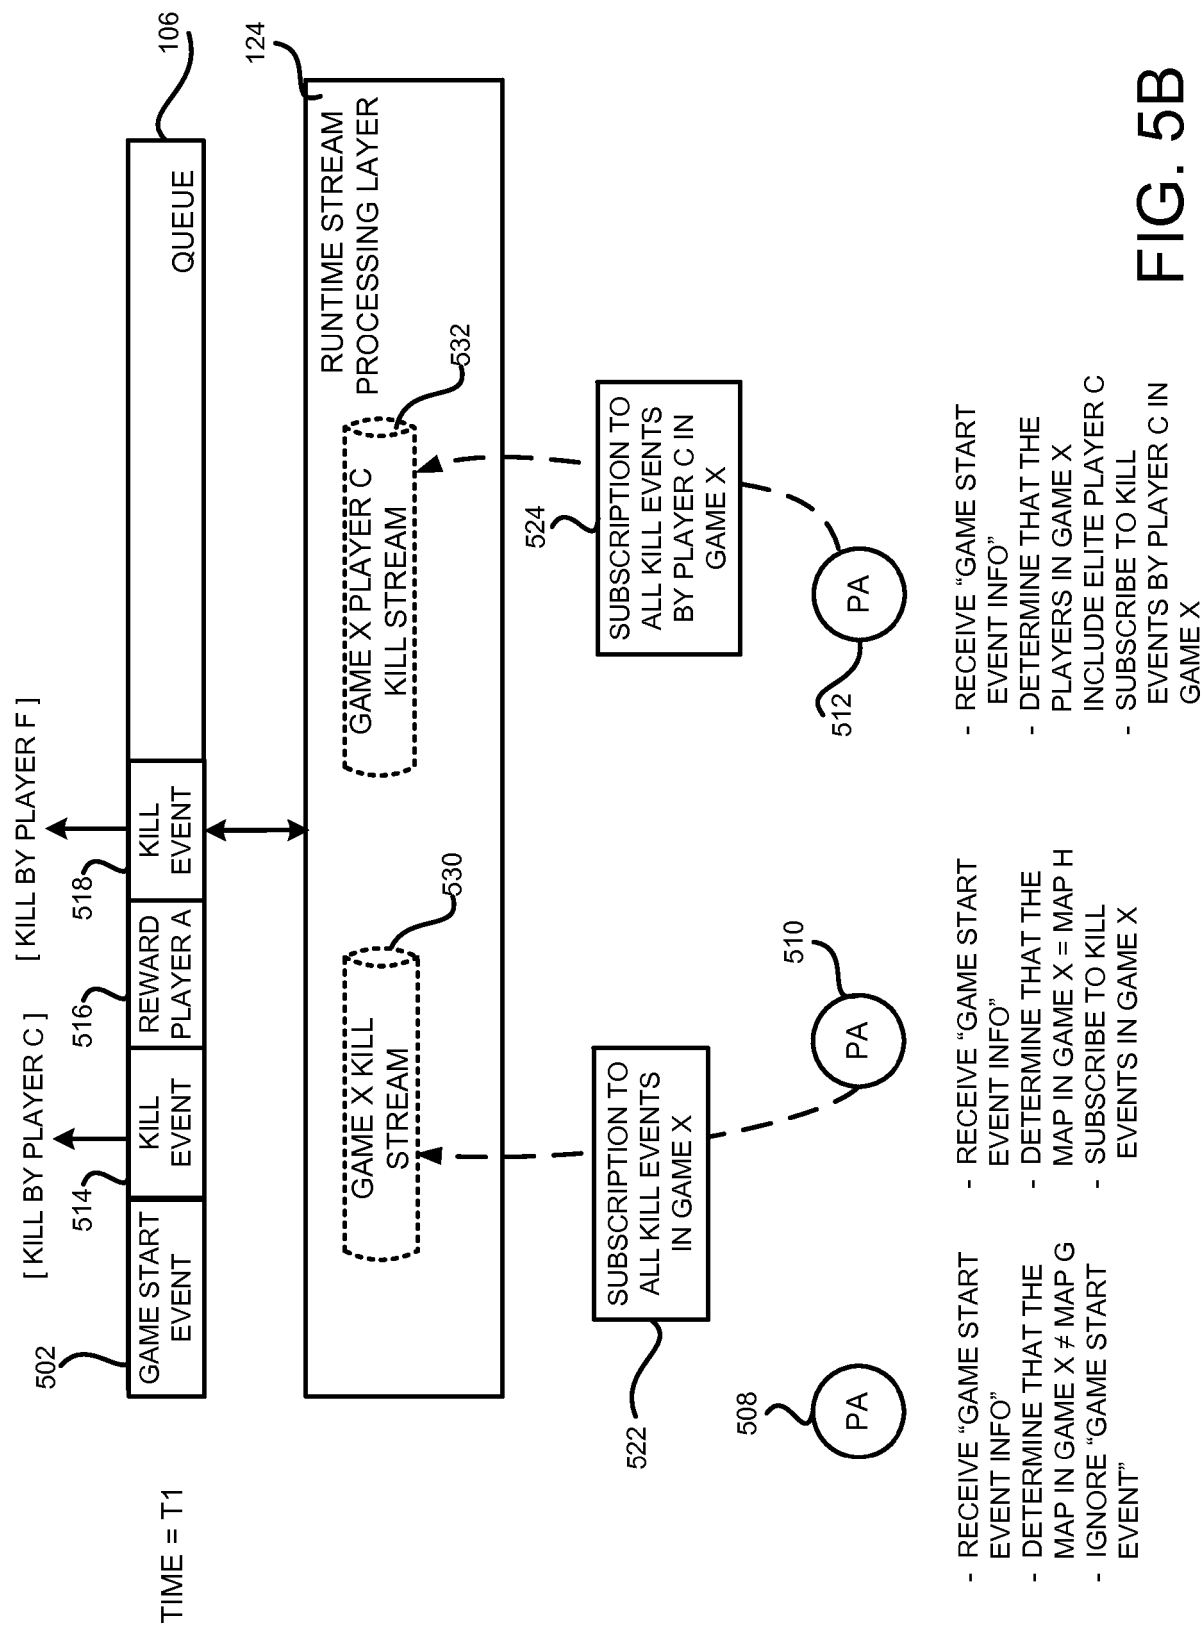 TIME = T1
[ KILL BY PLAYER C ]
[ KILL BY PLAYER F ]
502
514
516
518
106
GAME START
EVENT
KILL
EVENT
REWARD
PLAYER A
KILL
EVENT
QUEUE
124
RUNTIME STREAM
PROCESSING LAYER
GAME X KILL
STREAM
530
GAME X PLAYER C
KILL STREAM
532
522
SUBSCRIPTION TO
ALL KILL EVENTS
IN GAME X
524
SUBSCRIPTION TO
ALL KILL EVENTS
BY PLAYER C IN
GAME X
508
PA
510
PA
512
PA
- RECEIVE “GAME START
EVENT INFO”
- DETERMINE THAT THE
MAP IN GAME X ≠ MAP G
- IGNORE “GAME START
EVENT”
- RECEIVE “GAME START
EVENT INFO”
- DETERMINE THAT THE
MAP IN GAME X = MAP H
- SUBSCRIBE TO KILL
EVENTS IN GAME X
- RECEIVE “GAME START
EVENT INFO”
- DETERMINE THAT THE
PLAYERS IN GAME X
INCLUDE ELITE PLAYER C
- SUBSCRIBE TO KILL
EVENTS BY PLAYER C IN
GAME X
FIG. 5B